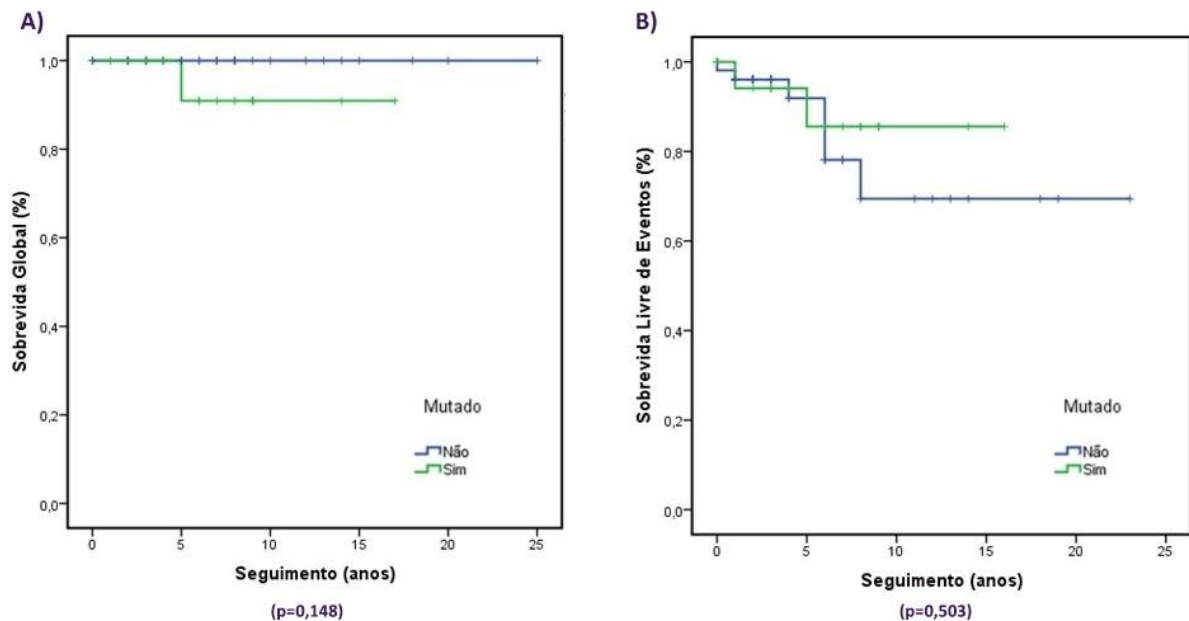 A)
Sobrevida Global (%)
1,0
0,8
0,6
0,4
0,2
0,0
0 5 10 15 20 25
Seguimento (anos)
Mutado
Não
Sim
(p=0,148)
B)
Sobrevida Livre de Eventos (%)
1,0
0,8
0,6
0,4
0,2
0,0
0 5 10 15 20 25
Seguimento (anos)
Mutado
Não
Sim
(p=0,503)